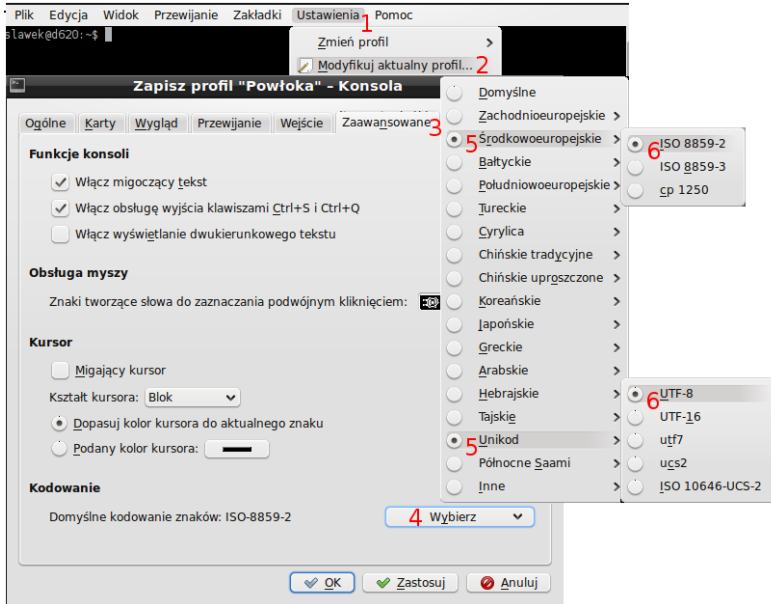 Plik Edycja Widok Przewijanie Zakładki Ustawienia Pomoc
1
slawek@d620:~$
Zmień profil
Modyfikuj aktualny profil...
2
Zapisz profil "Powłoka" – Konsola
Ogólne Karty Wygląd Przewijanie Wejście Zaawansowane
3
Funkcje konsoli
Włącz migoczący tekst
Włącz obsługę wyjścia klawiszami Ctrl+S i Ctrl+Q
Włącz wyświetlanie dwukierunkowego tekstu
Obsługa myszy
Znaki tworzące słowa do zaznaczania podwójnym kliknięciem:
Kursor
Migający kursor
Kształt kursora: Blok
Dopasuj kolor kursora do aktualnego znaku
Podany kolor kursora:
Kodowanie
Domyślne kodowanie znaków: ISO-8859-2
4 Wybierz
OK Zastosuj Anuluj
Domyślne
Zachodnioeuropejskie
5 Środkowoeuropejskie
Bałtyckie
Południowoeuropejskie
Tureckie
Cyrylica
Chińskie tradycyjne
Chińskie uproszczone
Koreańskie
Japońskie
Greckie
Arabskie
Hebrajskie
Tajskie
5 Unikod
Północne Saami
Inne
6 ISO 8859-2
ISO 8859-3
cp 1250
6 UTF-8
UTF-16
utf7
ucs2
ISO 10646-UCS-2